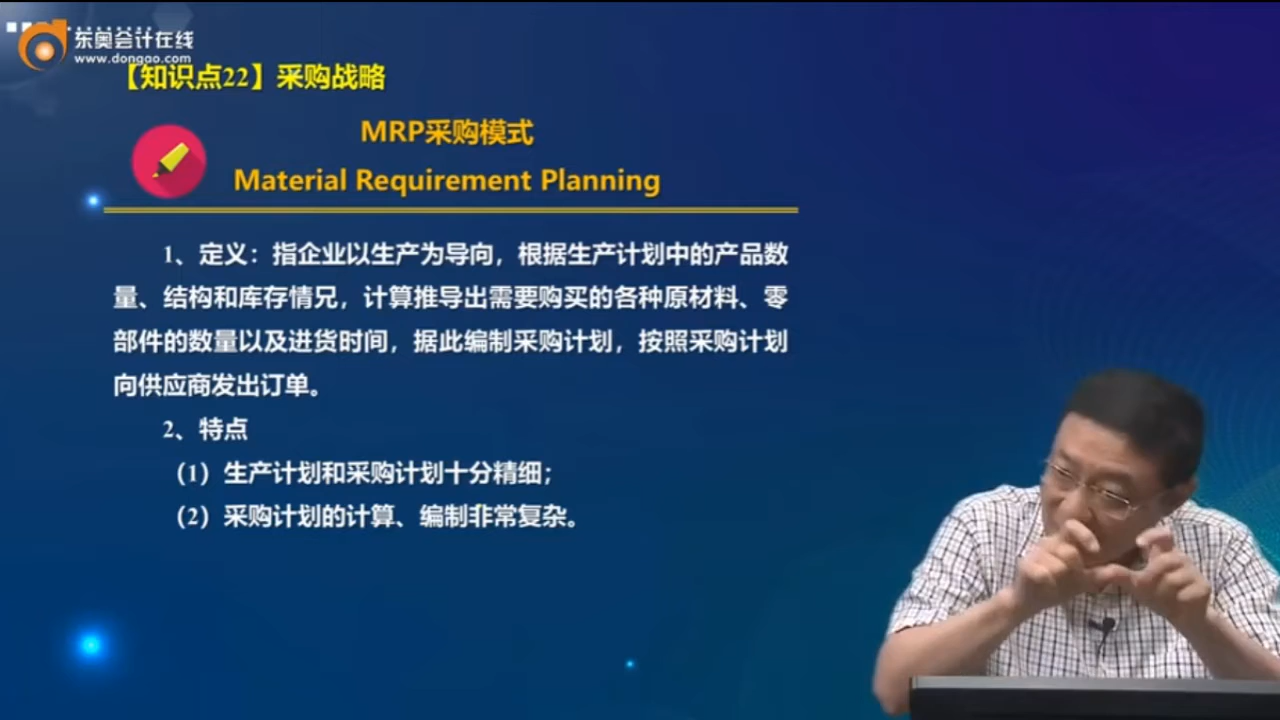 东奥会计在线
www.dongao.com
【知识点22】采购战略
MRP采购模式
Material Requirement Planning
1、定义：指企业以生产为导向，根据生产计划中的产品数
量、结构和库存情况，计算推导出需要购买的各种原材料、零
部件的数量以及进货时间，据此编制采购计划，按照采购计划
向供应商发出订单。
2、特点
（1）生产计划和采购计划十分精细；
（2）采购计划的计算、编制非常复杂。